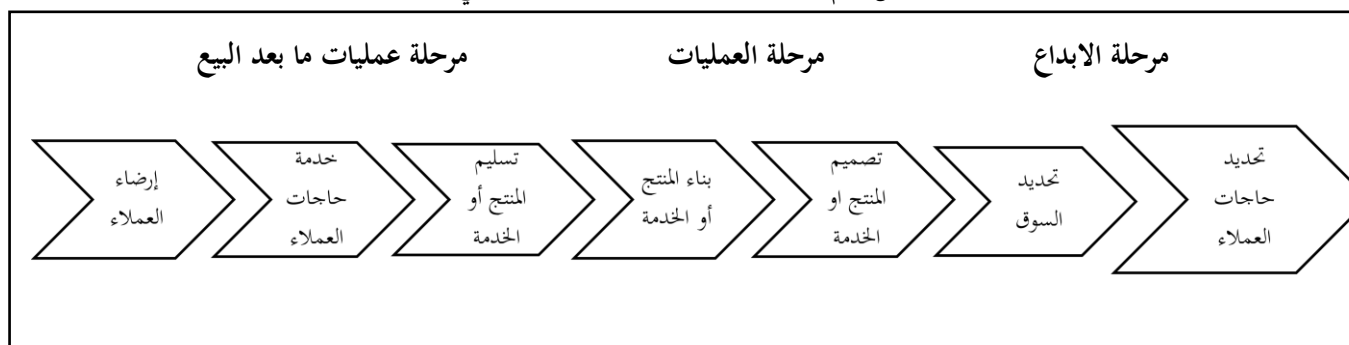 مرحلة الابداع
مرحلة العمليات
مرحلة عمليات ما بعد البيع
تحديد
حاجات
العملاء
تحديد
السوق
تصميم
المنتج او
الخدمة
بناء المنتج
أو الخدمة
تسليم
المنتج أو
الخدمة
خدمة
حاجات
العملاء
إرضاء
العملاء